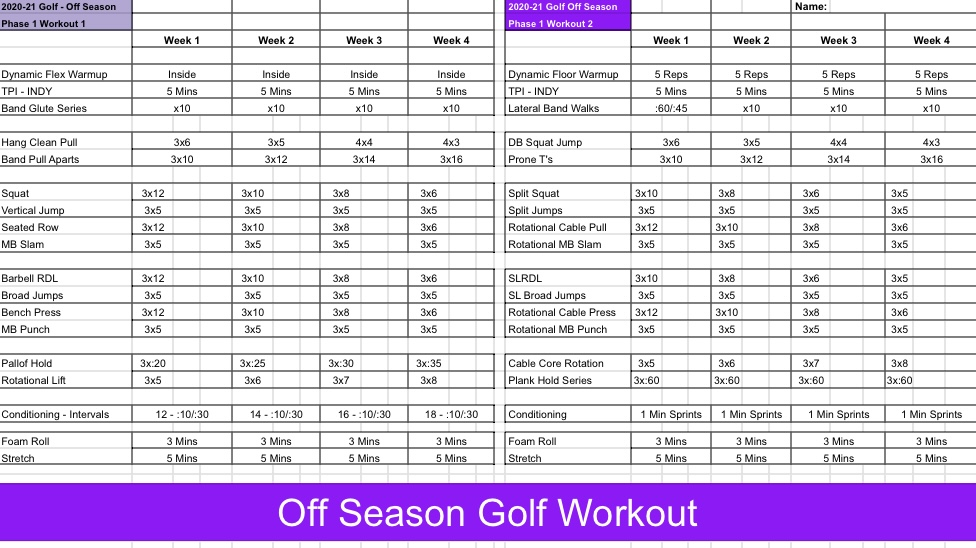 2020-21 Golf - Off Season
Phase 1 Workout 1
Week 1 Week 2 Week 3 Week 4
Dynamic Flex Warmup Inside Inside Inside Inside
TPI - INDY 5 Mins 5 Mins 5 Mins 5 Mins
Band Glute Series x10 x10 x10 x10
Hang Clean Pull 3x6 3x5 4x4 4x3
Band Pull Aparts 3x10 3x12 3x14 3x16
Squat 3x12 3x10 3x8 3x6
Vertical Jump 3x5 3x5 3x5 3x5
Seated Row 3x12 3x10 3x8 3x6
MB Slam 3x5 3x5 3x5 3x5
Barbell RDL 3x12 3x10 3x8 3x6
Broad Jumps 3x5 3x5 3x5 3x5
Bench Press 3x12 3x10 3x8 3x6
MB Punch 3x5 3x5 3x5 3x5
Pallof Hold 3x:20 3x:25 3x:30 3x:35
Rotational Lift 3x5 3x6 3x7 3x8
Conditioning - Intervals 12 - :10/:30 14 - :10/:30 16 - :10/:30 18 - :10/:30
Foam Roll 3 Mins 3 Mins 3 Mins 3 Mins
Stretch 5 Mins 5 Mins 5 Mins 5 Mins
2020-21 Golf Off Season Name:
Phase 1 Workout 2
Week 1 Week 2 Week 3 Week 4
Dynamic Floor Warmup 5 Reps 5 Reps 5 Reps 5 Reps
TPI - INDY 5 Mins 5 Mins 5 Mins 5 Mins
Lateral Band Walks :60/:45 x10 x10 x10
DB Squat Jump 3x6 3x5 4x4 4x3
Prone T's 3x10 3x12 3x14 3x16
Split Squat 3x10 3x8 3x6 3x5
Split Jumps 3x5 3x5 3x5 3x5
Rotational Cable Pull 3x12 3x10 3x8 3x6
Rotational MB Slam 3x5 3x5 3x5 3x5
SLRDL 3x10 3x8 3x6 3x5
SL Broad Jumps 3x5 3x5 3x5 3x5
Rotational Cable Press 3x12 3x10 3x8 3x6
Rotational MB Punch 3x5 3x5 3x5 3x5
Cable Core Rotation 3x5 3x6 3x7 3x8
Plank Hold Series 3x:60 3x:60 3x:60 3x:60
Conditioning 1 Min Sprints 1 Min Sprints 1 Min Sprints 1 Min Sprints
Foam Roll 3 Mins 3 Mins 3 Mins 3 Mins
Stretch 5 Mins 5 Mins 5 Mins 5 Mins
Off Season Golf Workout